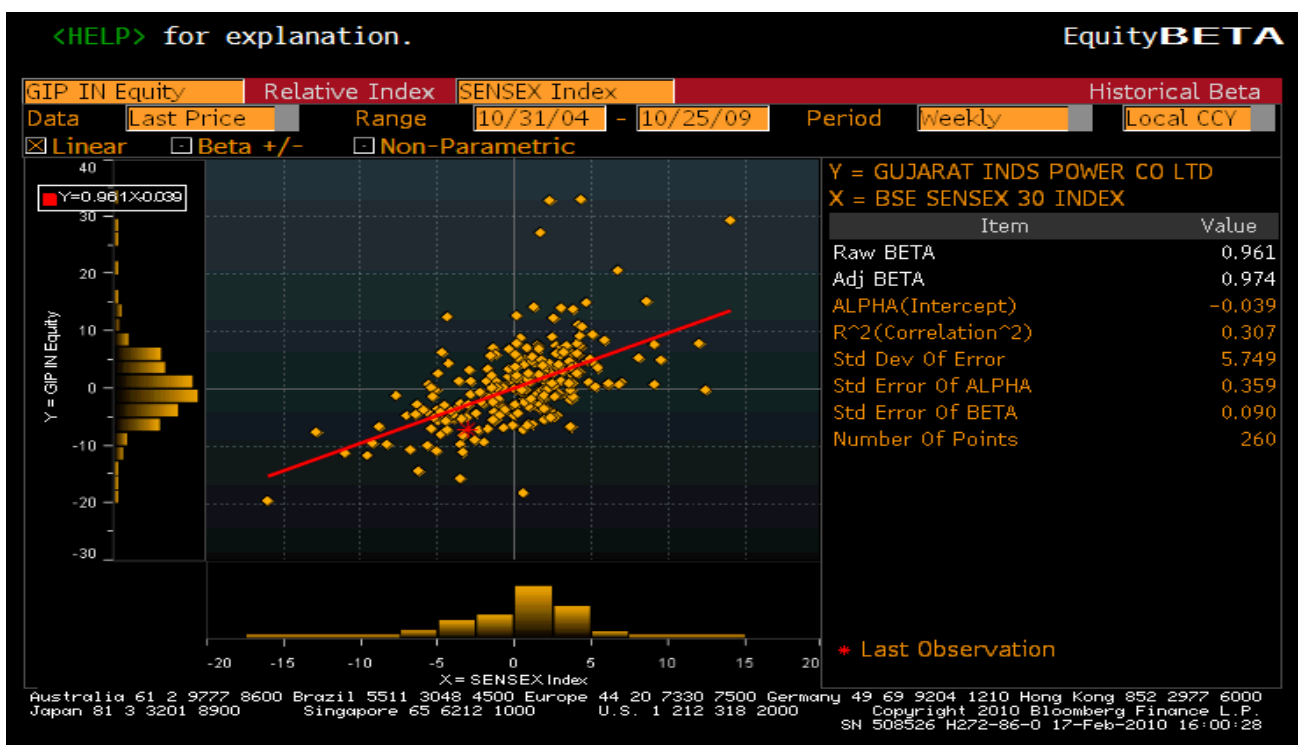 <HELP> for explanation. EquityBETA
GIP IN Equity Relative Index SENSEX Index Historical Beta
Data Last Price Range 10/31/04 - 10/25/09 Period Weekly Local CCY
Linear Beta +/- Non-Parametric
Y = GUJARAT INDS POWER CO LTD
X = BSE SENSEX 30 INDEX
Item Value
Raw BETA 0.961
Adj BETA 0.974
ALPHA(Intercept) -0.039
R^2(Correlation^2) 0.307
Std Dev Of Error 5.749
Std Error Of ALPHA 0.359
Std Error Of BETA 0.090
Number Of Points 260
* Last Observation
40
Y=0.961X-0.039
30
20
10
0
-10
-20
-30
Y = GIP IN Equity
-20 -15 -10 -5 0 5 10 15 20
X = SENSEX Index
Australia 61 2 9777 8600 Brazil 5511 3048 4500 Europe 44 20 7330 7500 Germany 49 69 9204 1210 Hong Kong 852 2977 6000
Japan 81 3 3201 8900 Singapore 65 6212 1000 U.S. 1 212 318 2000 Copyright 2010 Bloomberg Finance L.P.
SN 508526 H272-86-0 17-Feb-2010 16:00:28